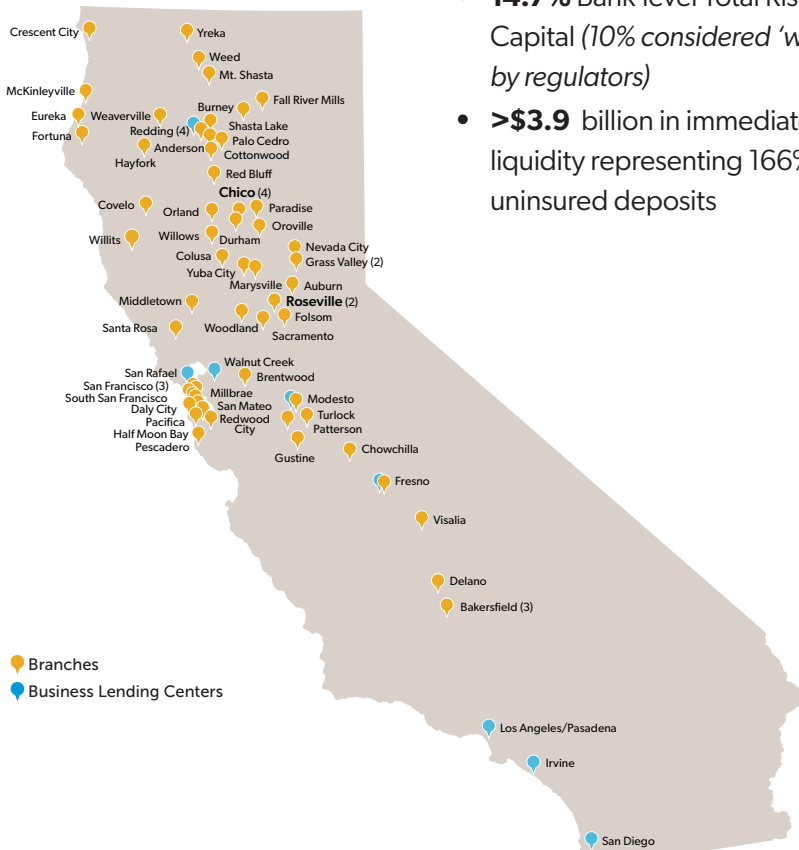 14.7% Bank-level Total Risk
Capital (10% considered ‘w
by regulators)
• >$3.9 billion in immediate
liquidity representing 166%
uninsured deposits
Crescent City
Yreka
Weed
Mt. Shasta
McKinleyville
Fall River Mills
Burney
Eureka
Weaverville
Shasta Lake
Redding (4)
Fortuna
Palo Cedro
Anderson
Cottonwood
Hayfork
Red Bluff
Chico (4)
Covelo
Orland
Paradise
Oroville
Willits
Willows
Durham
Nevada City
Colusa
Grass Valley (2)
Yuba City
Marysville
Auburn
Middletown
Roseville (2)
Folsom
Santa Rosa
Woodland
Sacramento
Walnut Creek
San Rafael
Brentwood
San Francisco (3)
Millbrae
South San Francisco
Modesto
San Mateo
Daly City
Turlock
Redwood
City
Pacifica
Patterson
Half Moon Bay
Pescadero
Chowchilla
Gustine
Fresno
Visalia
Delano
Bakersfield (3)
Branches
Business Lending Centers
Los Angeles/Pasadena
Irvine
San Diego